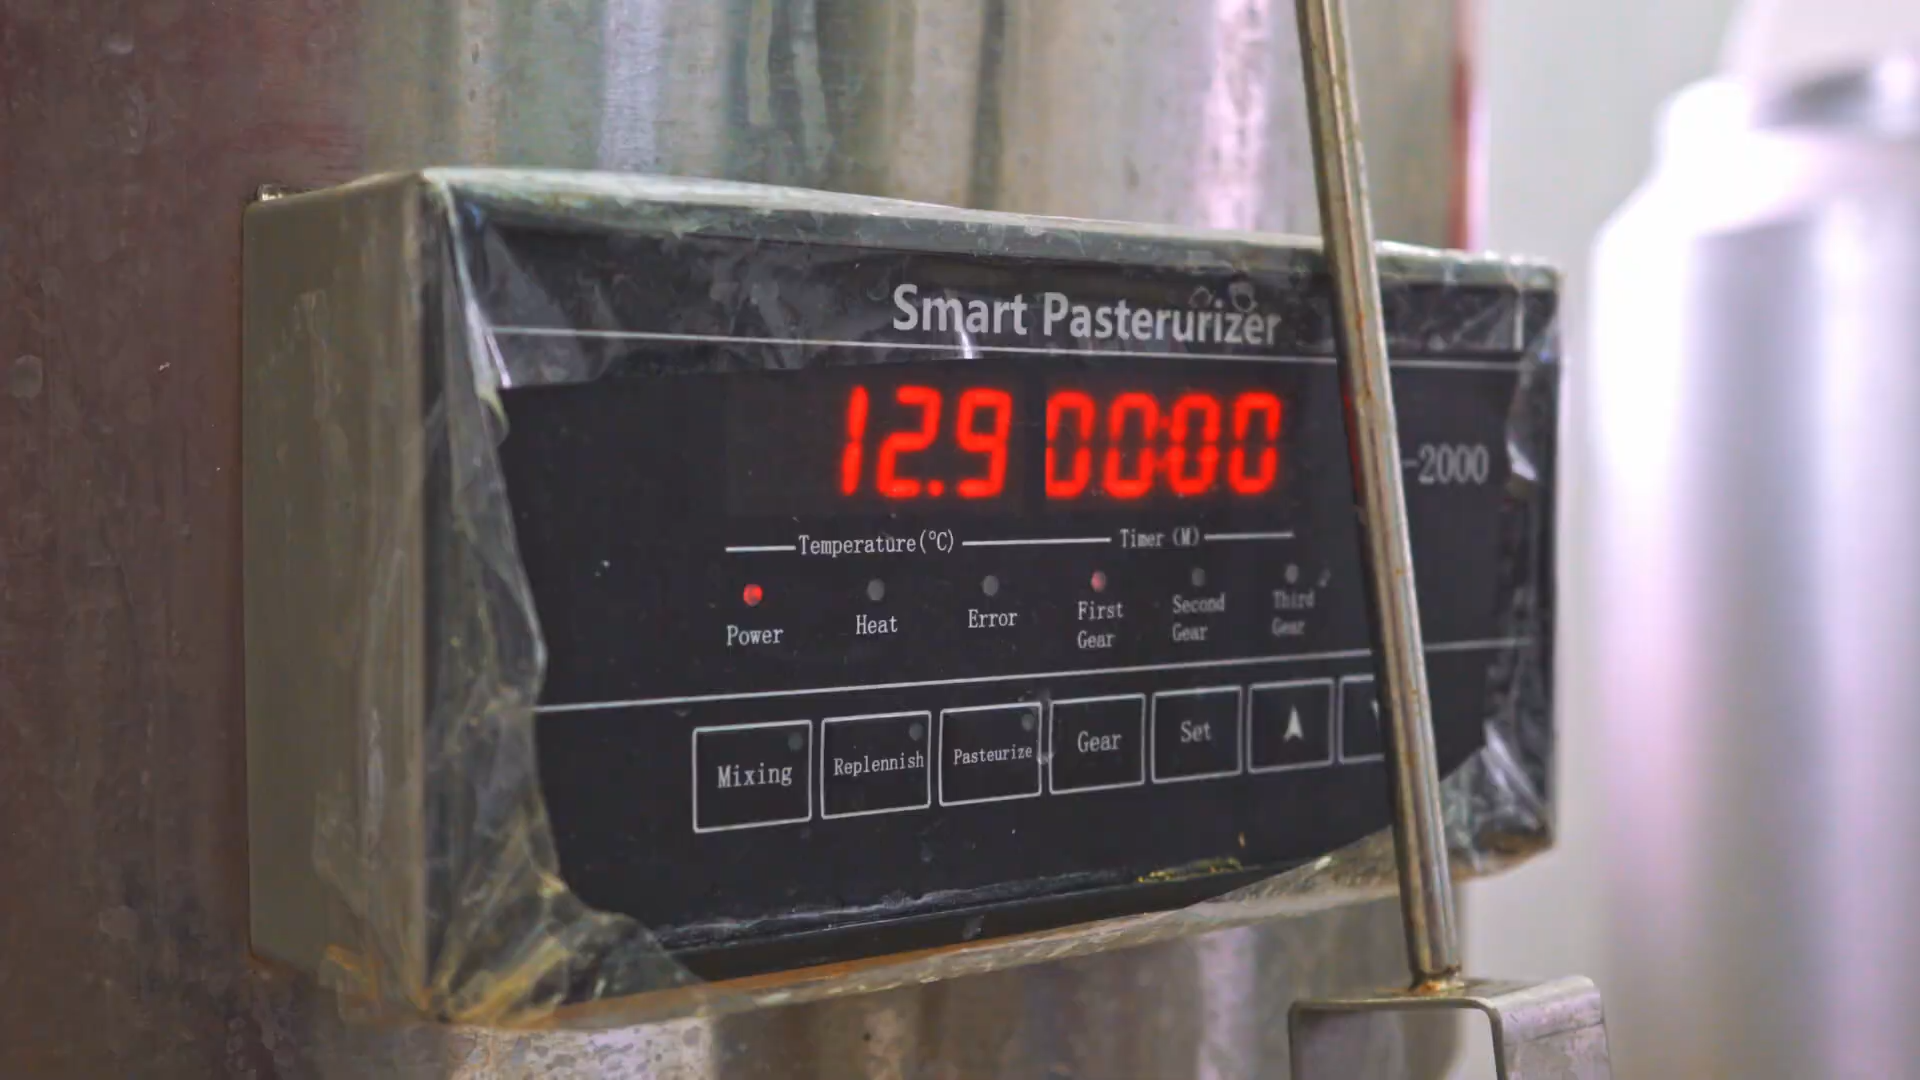 Smart Pasterurizer
12.9 00:00
-2000
Temperature(℃) Timer (M)
Power Heat Error First Gear Second Gear Third Gear
Mixing Replennish Pasteurize Gear Set